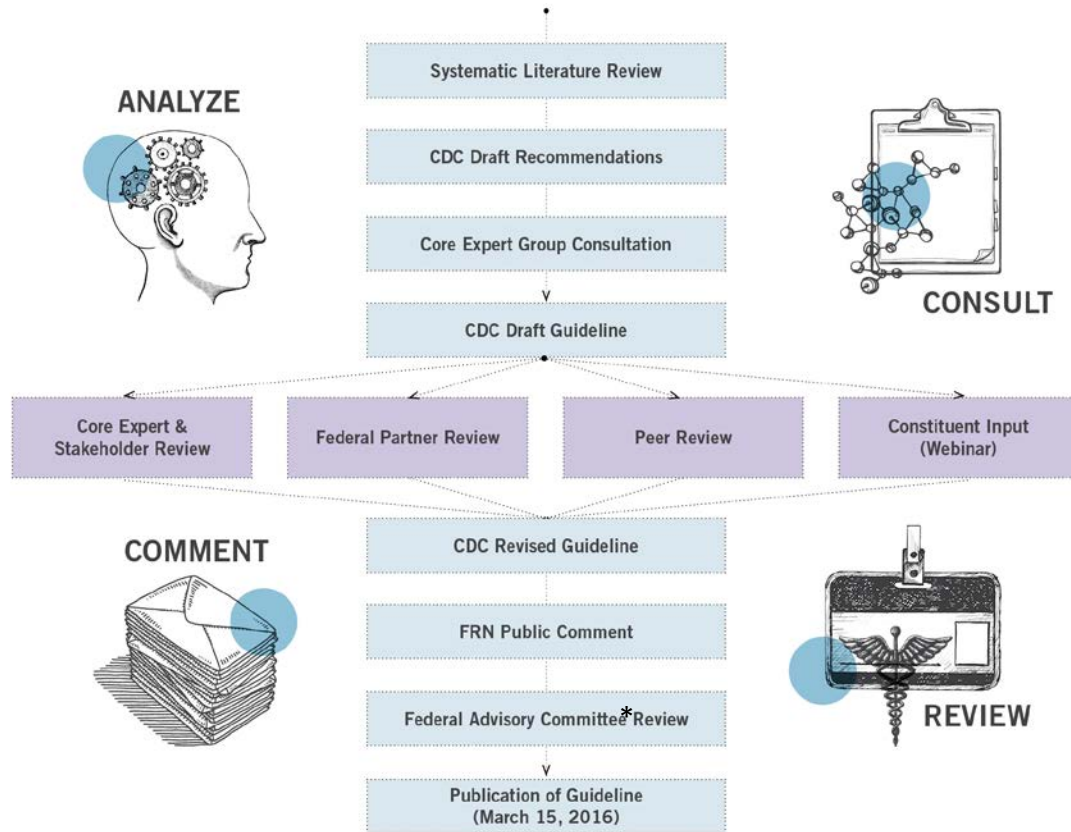 Systematic Literature Review
ANALYZE
CDC Draft Recommendations
Core Expert Group Consultation
CONSULT
CDC Draft Guideline
Core Expert &
Stakeholder Review
Federal Partner Review
Peer Review
Constituent Input
(Webinar)
COMMENT
CDC Revised Guideline
FRN Public Comment
Federal Advisory Committee*Review
REVIEW
Publication of Guideline
(March 15, 2016)